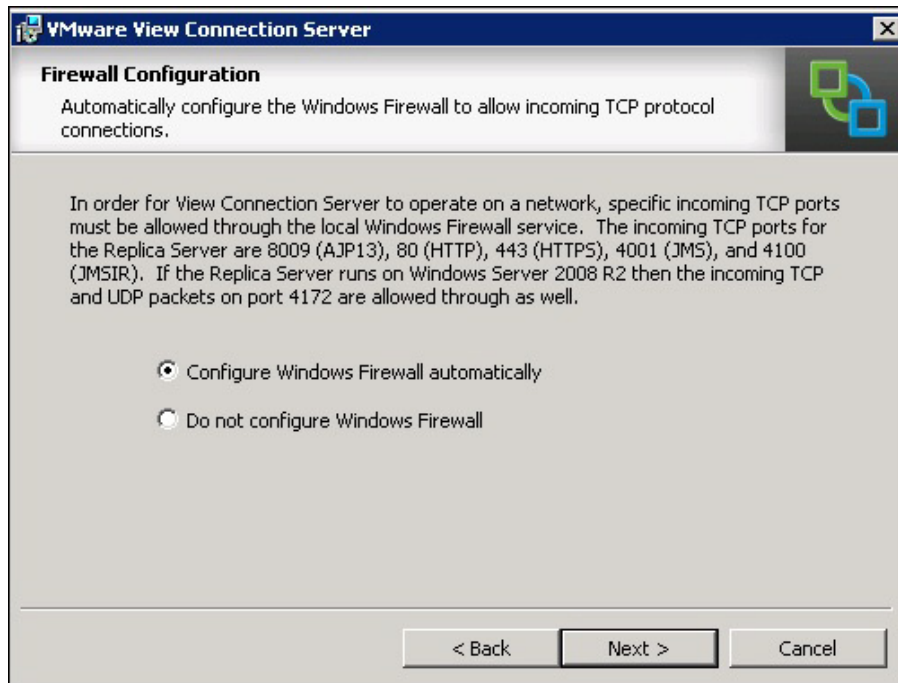 VMware View Connection Server
Firewall Configuration
Automatically configure the Windows Firewall to allow incoming TCP protocol
connections.
In order for View Connection Server to operate on a network, specific incoming TCP ports
must be allowed through the local Windows Firewall service.  The incoming TCP ports for
the Replica Server are 8009 (AJP13), 80 (HTTP), 443 (HTTPS), 4001 (JMS), and 4100
(JMSIR).  If the Replica Server runs on Windows Server 2008 R2 then the incoming TCP
and UDP packets on port 4172 are allowed through as well.
Configure Windows Firewall automatically
Do not configure Windows Firewall
< Back
Next >
Cancel